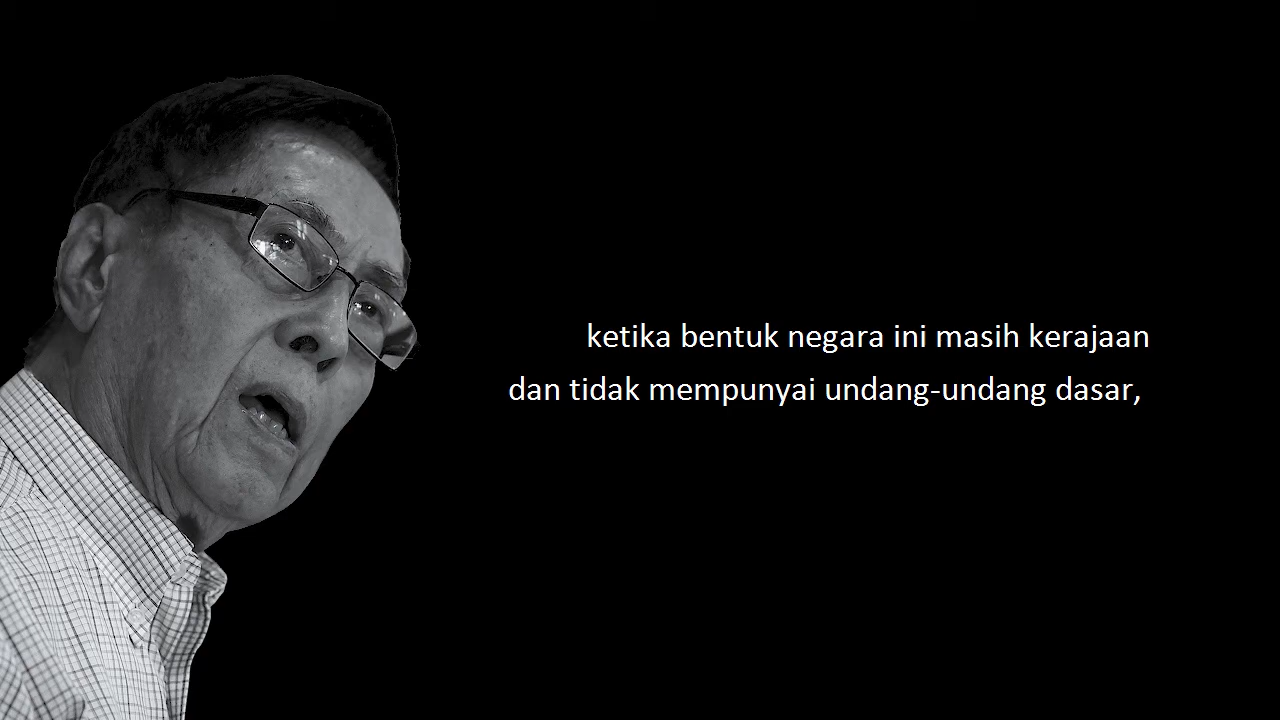 ketika bentuk negara ini masih kerajaan
dan tidak mempunyai undang-undang dasar,